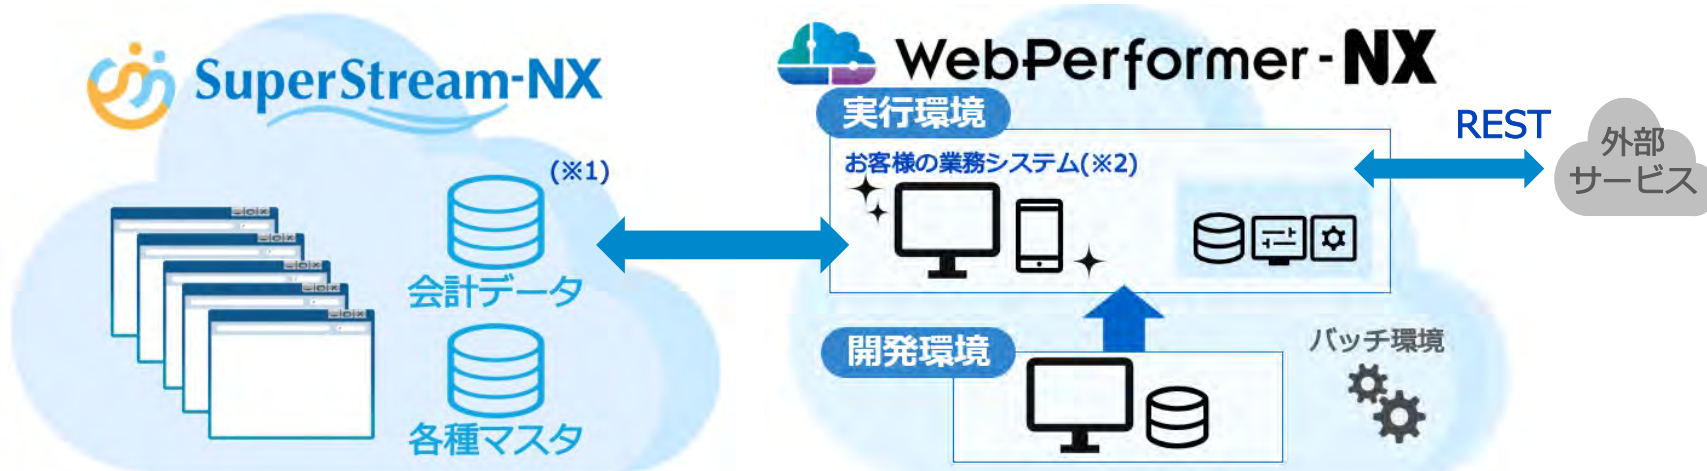 SuperStream-NX
(※1)
会計データ
各種マスタ
WebPerformer-NX
実行環境
お客様の業務システム(※2)
REST
外部
サービス
開発環境
バッチ環境